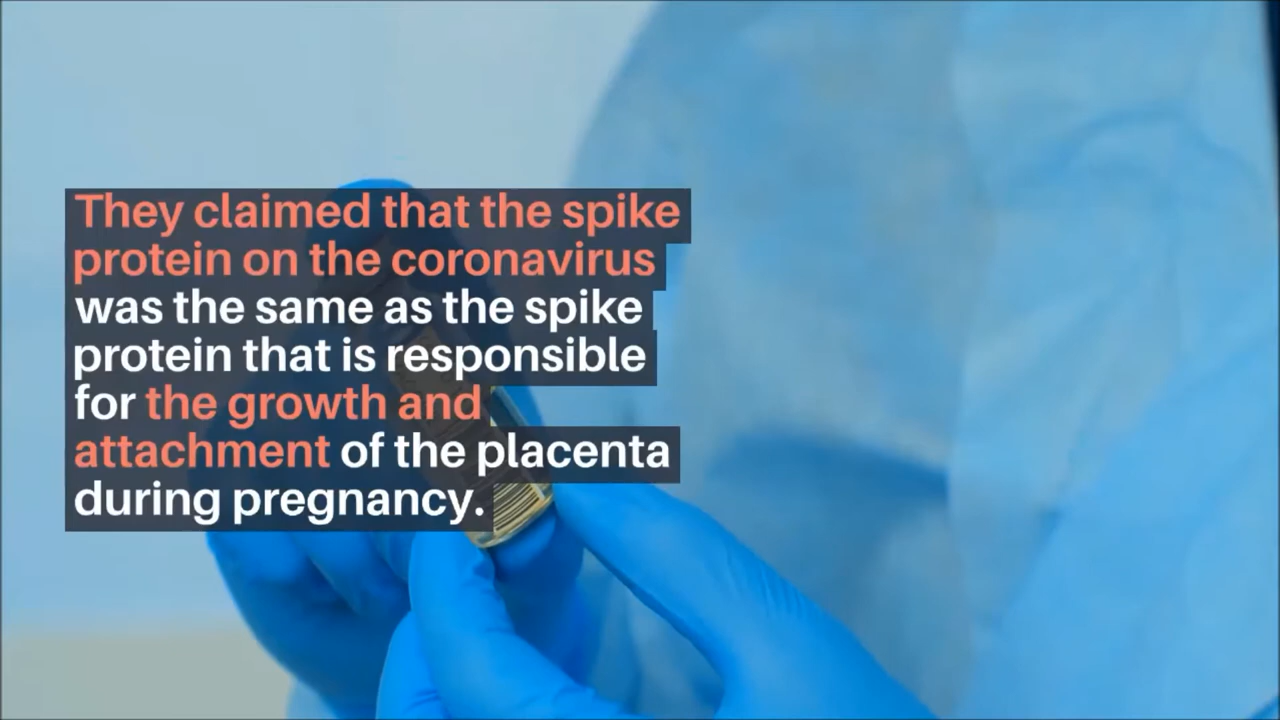 They claimed that the spike
protein on the coronavirus
was the same as the spike
protein that is responsible
for the growth and
attachment of the placenta
during pregnancy.